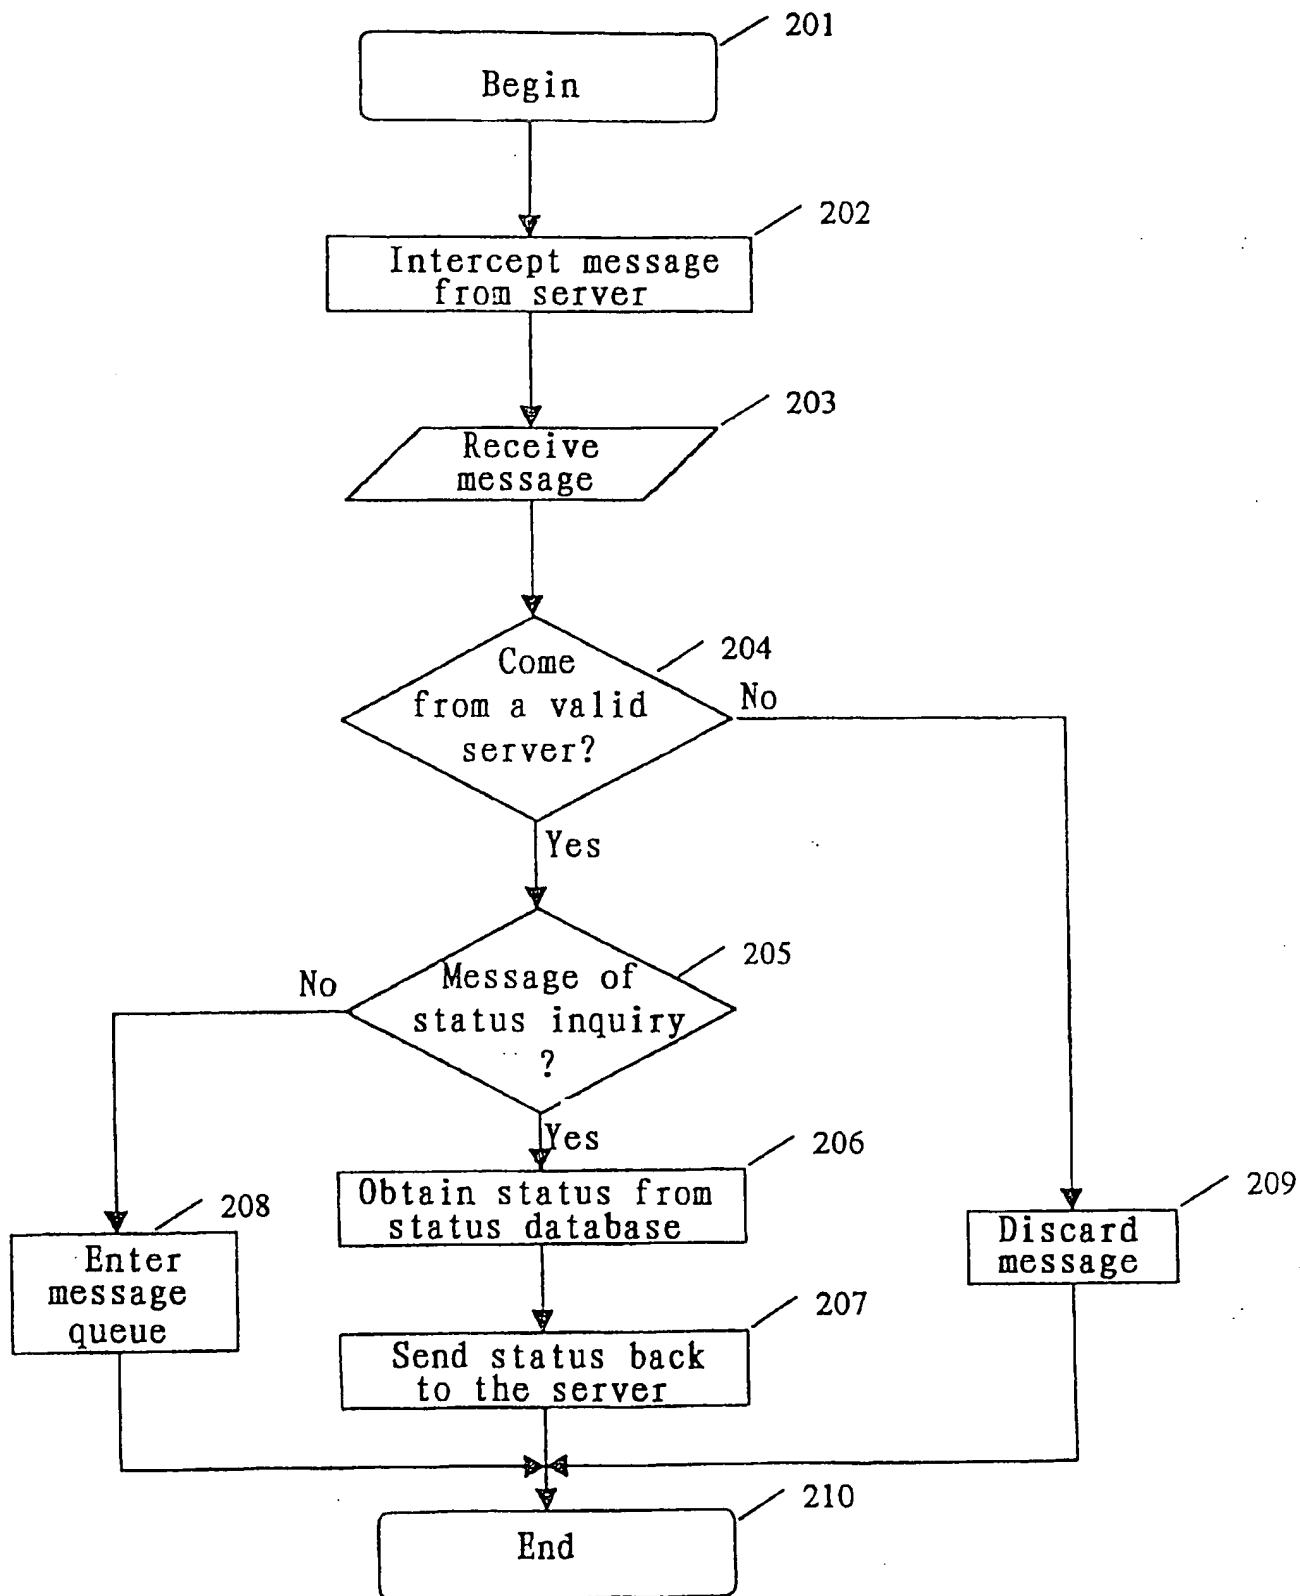 201
Begin
202
Intercept message
from server
203
Receive
message
204
Come
from a valid
server?
No
Yes
205
No
Message of
status inquiry
?
Yes
206
Obtain status from
status database
208
Enter
message
queue
209
Discard
message
207
Send status back
to the server
210
End